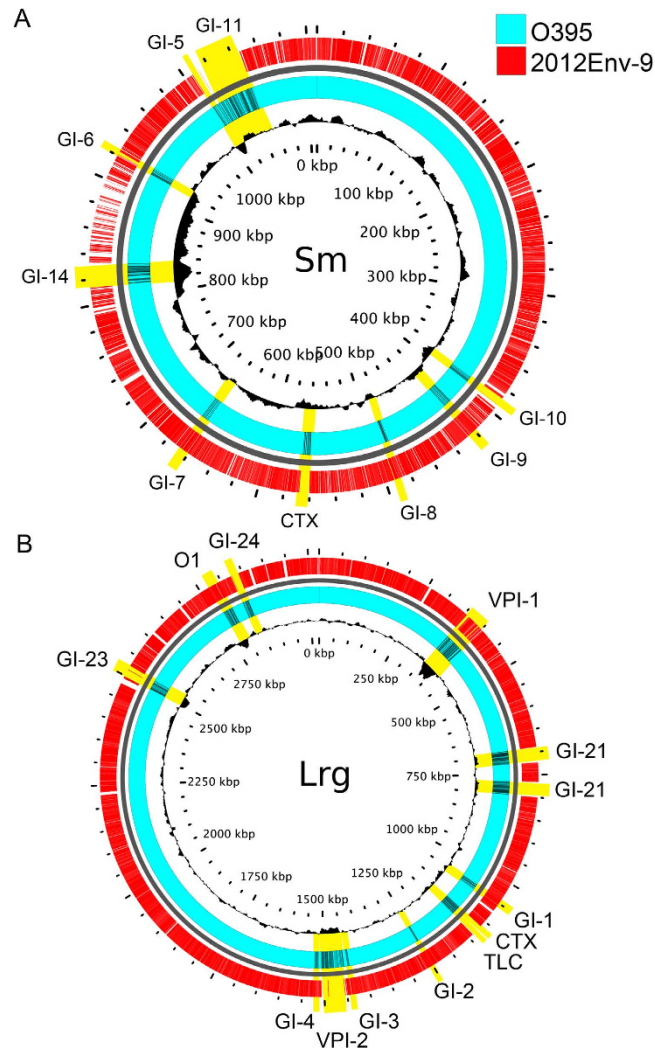 A
GI-11
O395
2012Env-9
GI-5
GI-6
GI-14
GI-7
CTX
GI-8
GI-9
GI-10
0 kbp
100 kbp
200 kbp
300 kbp
400 kbp
500 kbp
600 kbp
700 kbp
800 kbp
900 kbp
1000 kbp
Sm
B
GI-24
O1
VPI-1
GI-23
GI-21
GI-21
GI-1
CTX
TLC
GI-2
GI-3
VPI-2
GI-4
0 kbp
250 kbp
500 kbp
750 kbp
1000 kbp
1250 kbp
1500 kbp
1750 kbp
2000 kbp
2250 kbp
2500 kbp
2750 kbp
Lrg